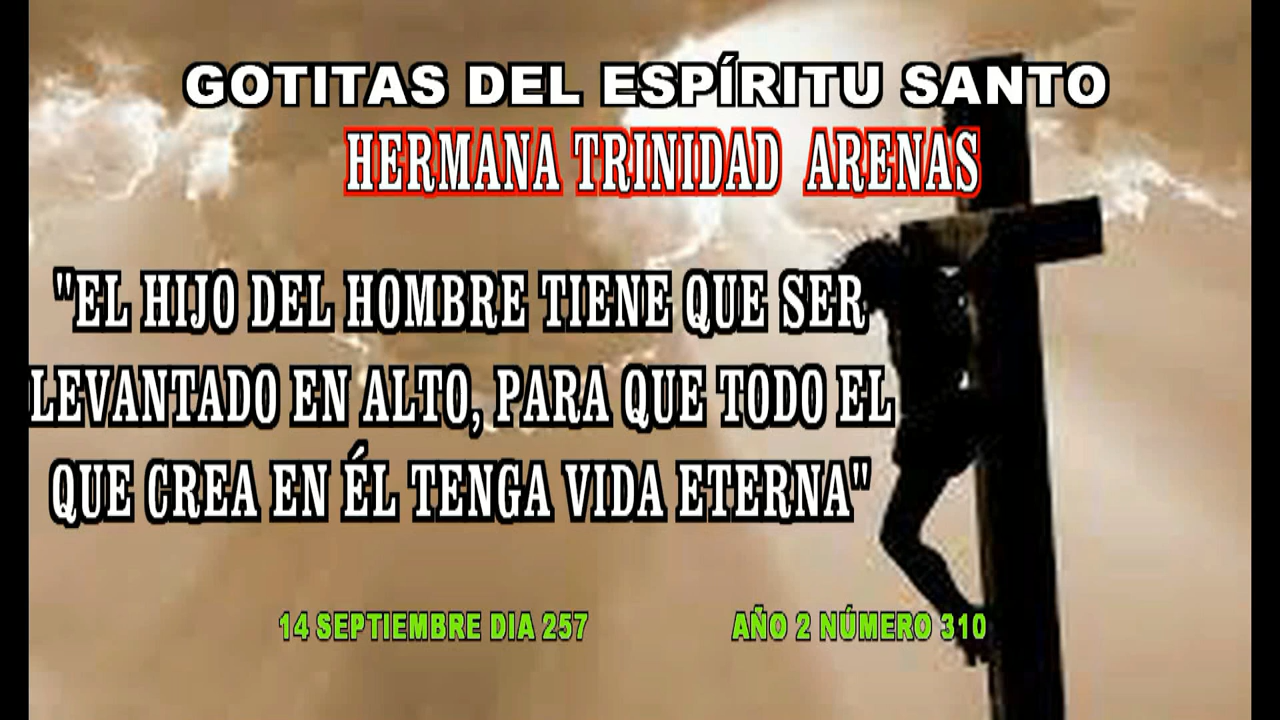 GOTITAS DEL ESPÍRITU SANTO
HERMANA TRINIDAD ARENAS
"EL HIJO DEL HOMBRE TIENE QUE SER
LEVANTADO EN ALTO, PARA QUE TODO EL
QUE CREA EN ÉL TENGA VIDA ETERNA"
14 SEPTIEMBRE DIA 257 AÑO 2 NÚMERO 310